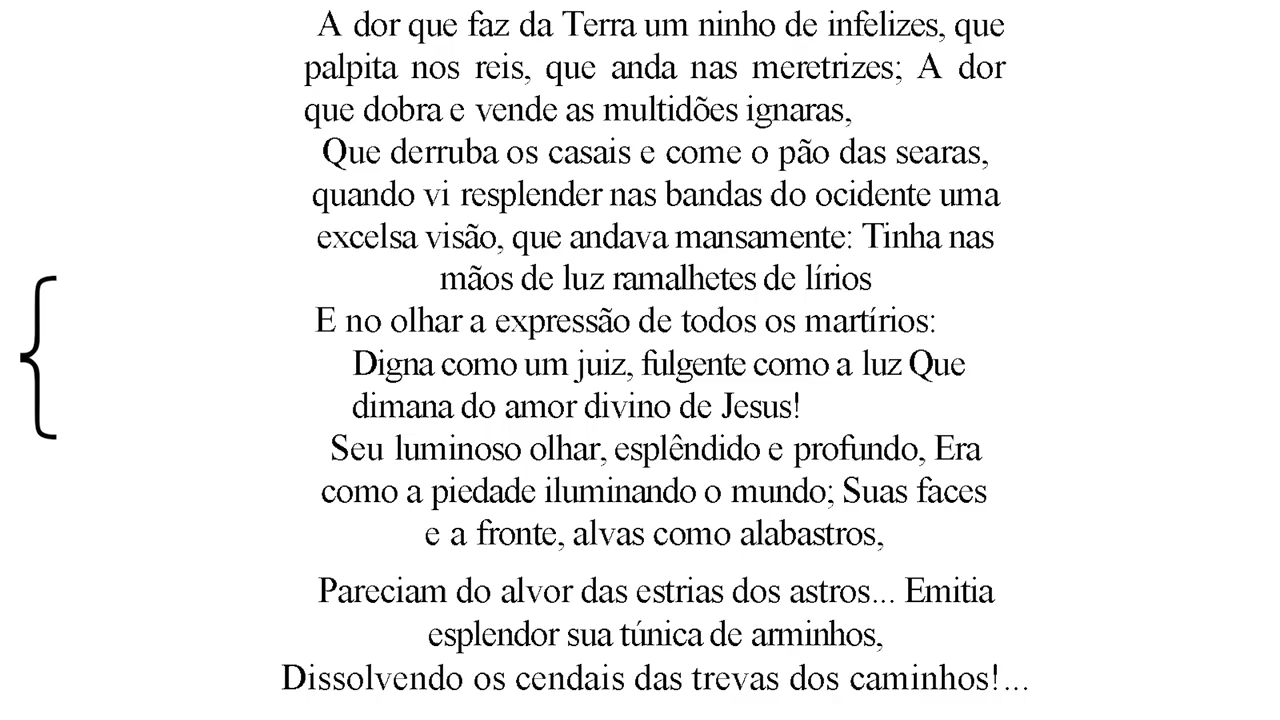 A dor que faz da Terra um ninho de infelizes, que
palpita nos reis, que anda nas meretrizes; A dor
que dobra e vende as multidões ignaras,
Que derruba os casais e come o pão das searas,
quando vi resplender nas bandas do ocidente uma
excelsa visão, que andava mansamente: Tinha nas
mãos de luz ramalhetes de lírios
E no olhar a expressão de todos os martírios:
Digna como um juiz, fulgente como a luz Que
dimana do amor divino de Jesus!
Seu luminoso olhar, esplêndido e profundo, Era
como a piedade iluminando o mundo; Suas faces
e a fronte, alvas como alabastros,
Pareciam do alvor das estrias dos astros... Emitia
esplendor sua túnica de arminhos,
Dissolvendo os cendais das trevas dos caminhos!...